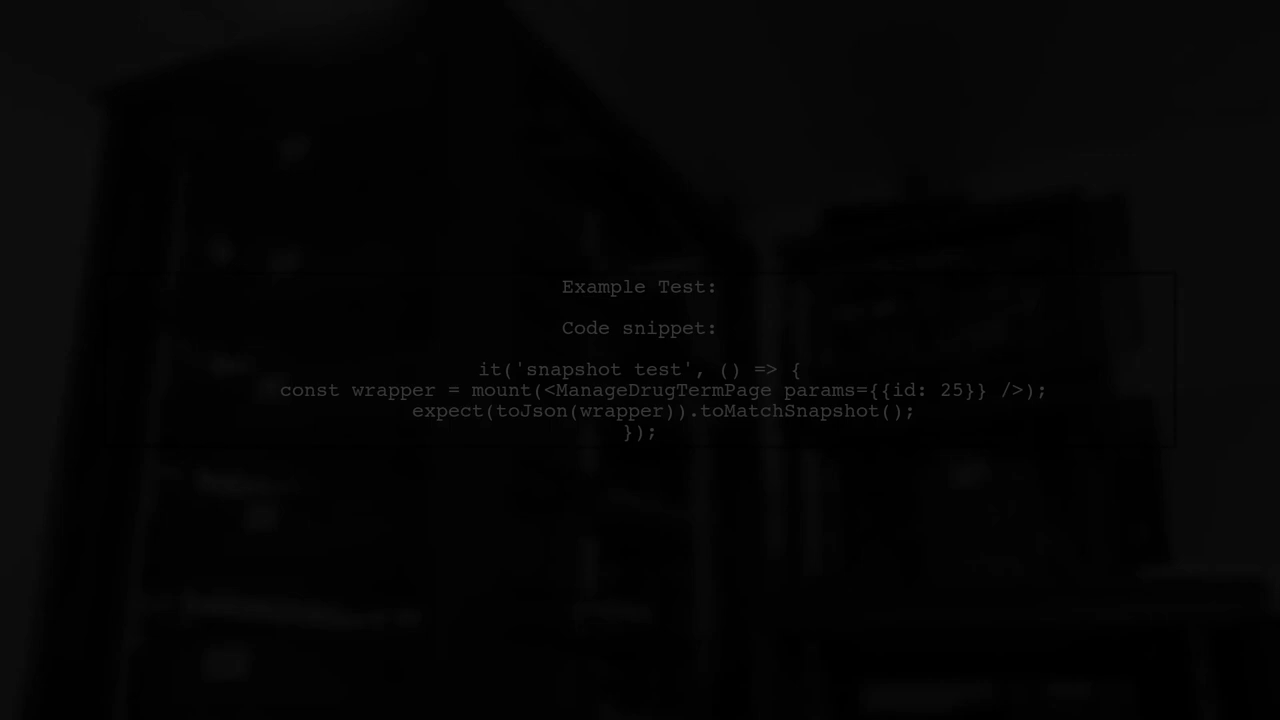 Example Test:
Code snippet:
it('snapshot test', () => {
const wrapper = mount(<ManageDrugTermPage params={{id: 25}} />);
expect(toJson(wrapper)).toMatchSnapshot();
});